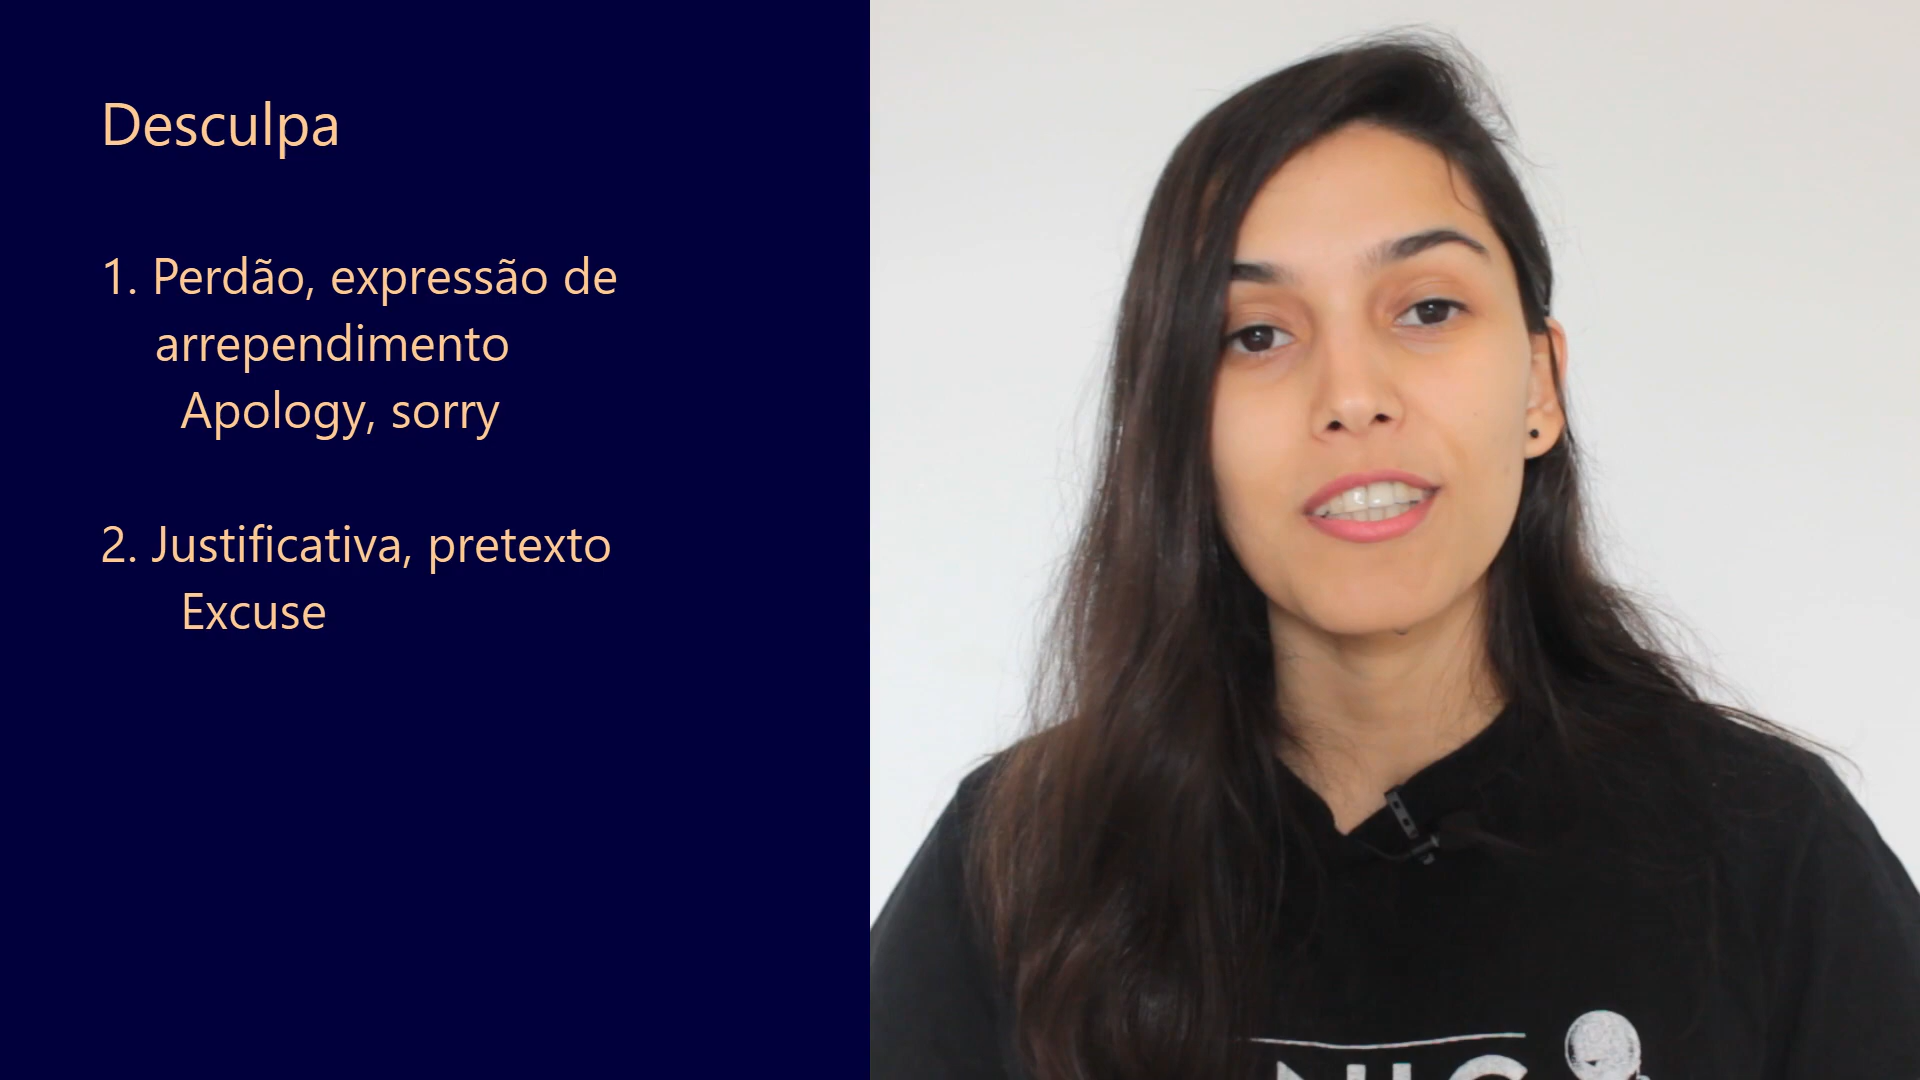 Desculpa
1. Perdão, expressão de
arrependimento
Apology, sorry
2. Justificativa, pretexto
Excuse